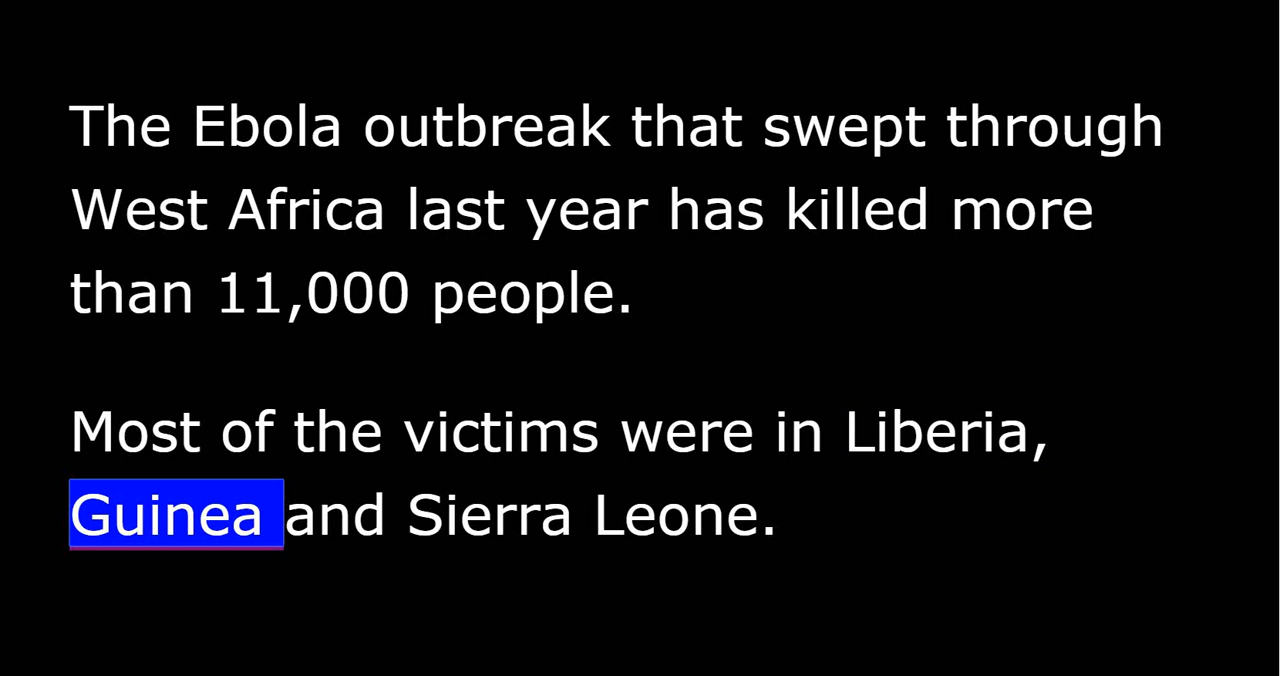 The Ebola outbreak that swept through
West Africa last year has killed more
than 11,000 people.
Most of the victims were in Liberia,
Guinea and Sierra Leone.